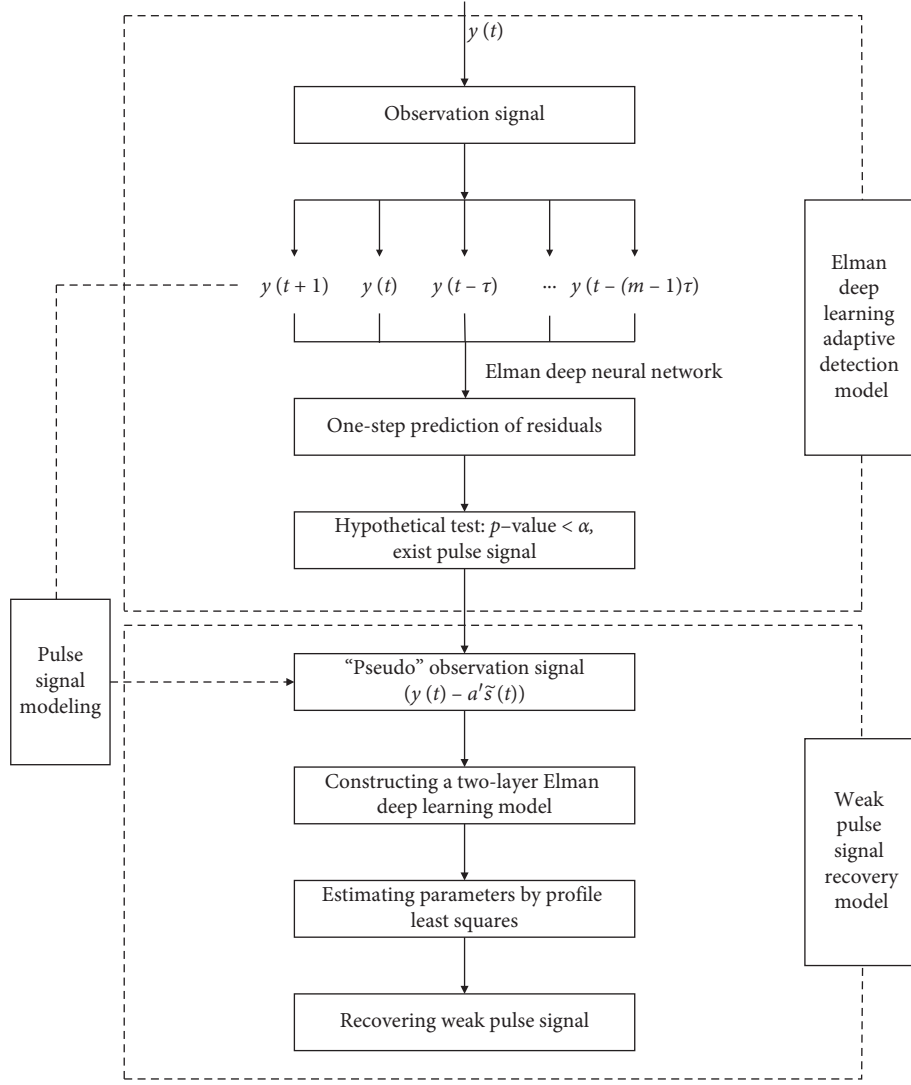 y (t)
Observation signal
y (t + 1) y (t) y (t – τ) ··· y (t – (m – 1)τ)
Elman deep neural network
One-step prediction of residuals
Hypothetical test: p–value < α,
exist pulse signal
Elman
deep
learning
adaptive
detection
model
Pulse
signal
modeling
“Pseudo” observation signal
(y (t) – a′s̃ (t))
Constructing a two-layer Elman
deep learning model
Estimating parameters by profile
least squares
Recovering weak pulse signal
Weak
pulse
signal
recovery
model